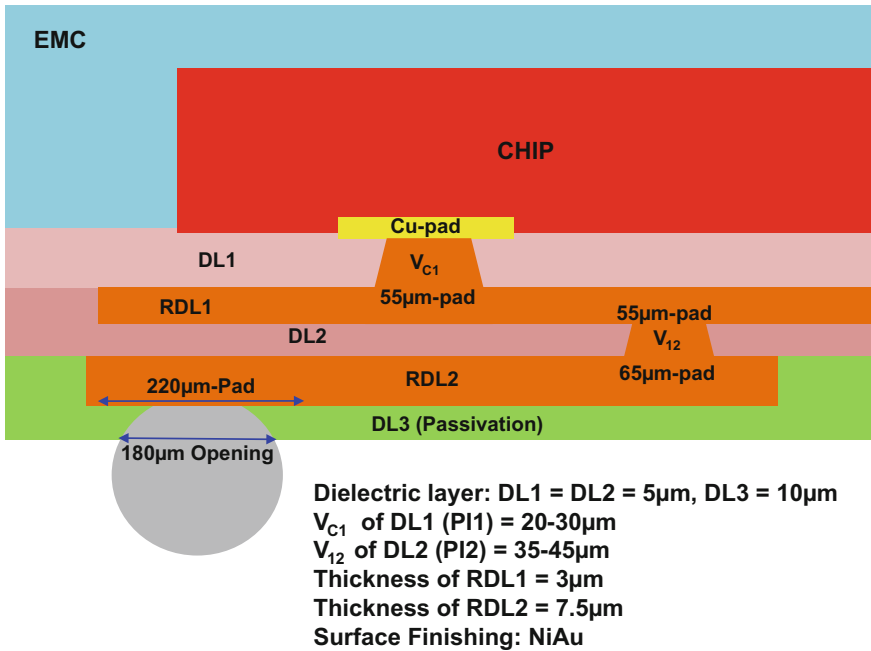 EMC
CHIP
Cu-pad
DL1
VC1
55μm-pad
RDL1
55μm-pad
DL2
V12
65μm-pad
RDL2
220μm-Pad
DL3 (Passivation)
180μm Opening
Dielectric layer: DL1 = DL2 = 5μm, DL3 = 10μm
VC1 of DL1 (PI1) = 20-30μm
V12 of DL2 (PI2) = 35-45μm
Thickness of RDL1 = 3μm
Thickness of RDL2 = 7.5μm
Surface Finishing: NiAu